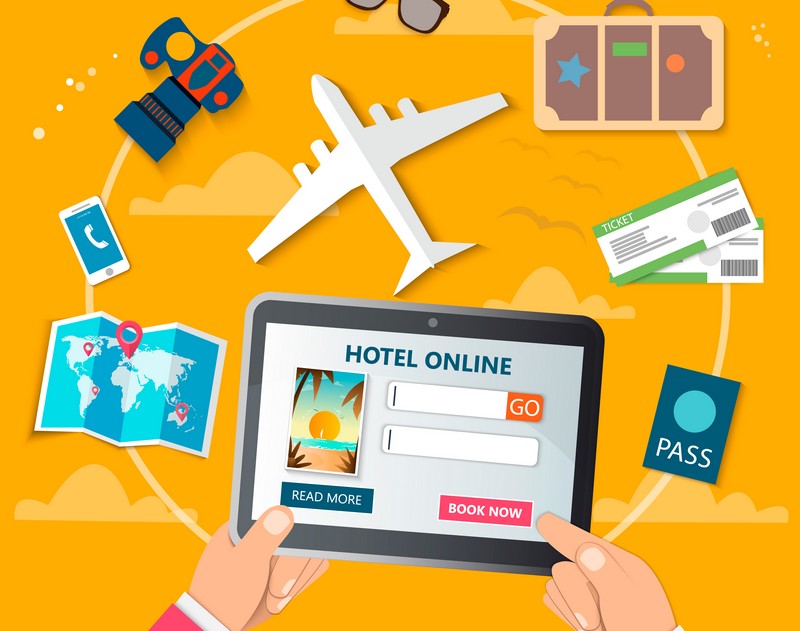 TICKET
HOTEL ONLINE
GO
READ MORE
BOOK NOW
PASS